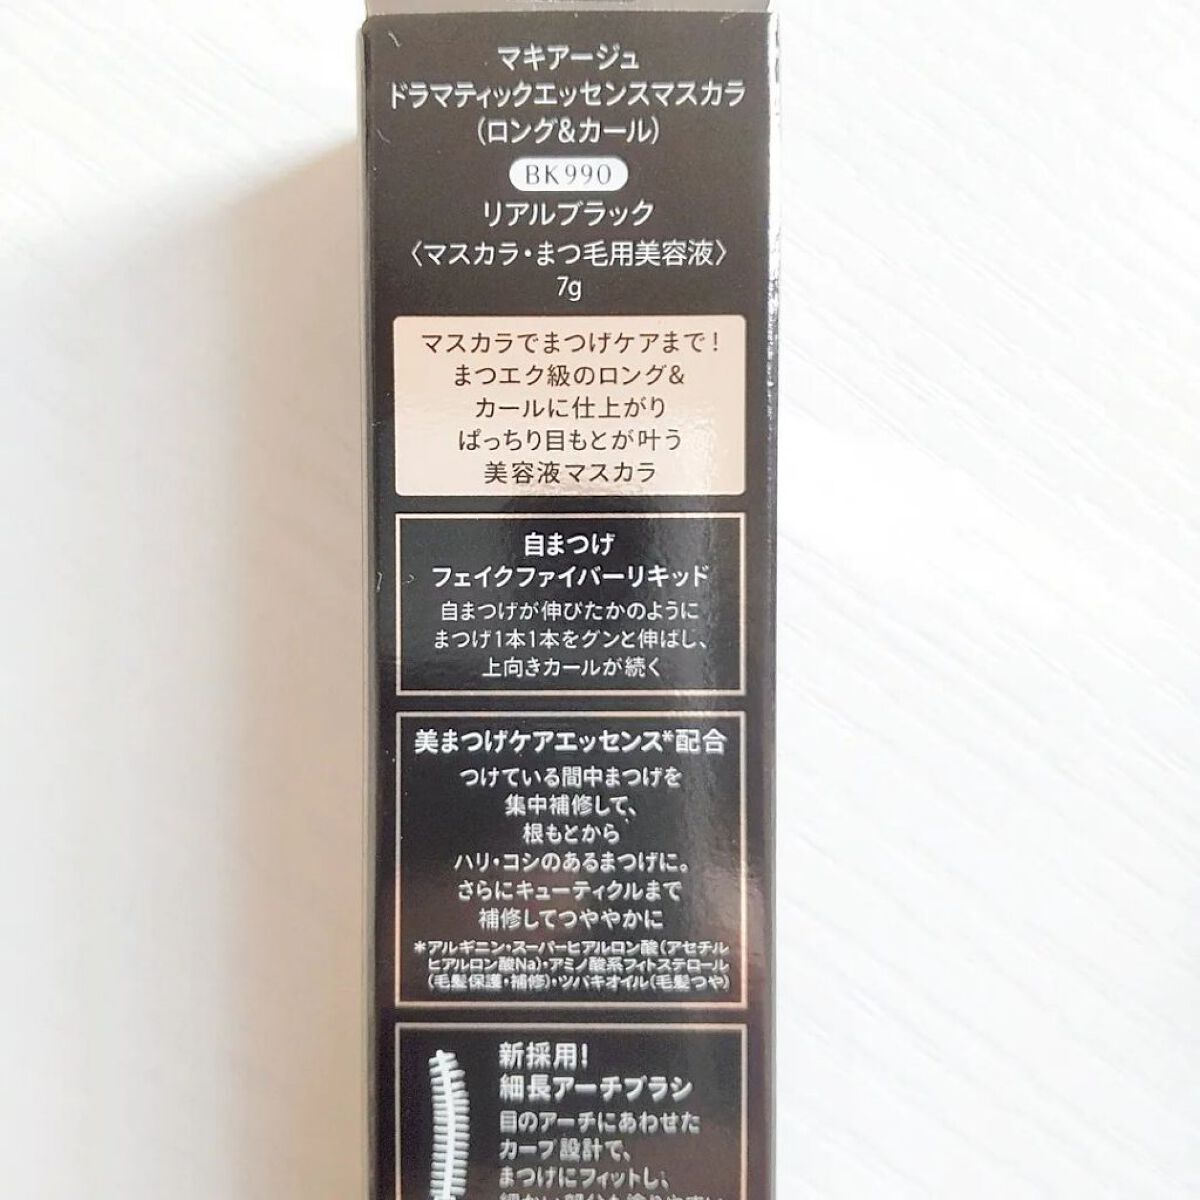 マキアージュ
ドラマティックエッセンスマスカラ
(ロング&カール)
BK990
リアルブラック
〈マスカラ・まつ毛用美容液〉
7g
マスカラでまつげケアまで!
まつエク級のロング&
カールに仕上がり
ぱっちり目もとが叶う
美容液マスカラ
自まつげ
フェイクファイバーリキッド
自まつげが伸びたかのように
まつげ1本1本をグンと伸ばし、
上向きカールが続く
美まつげケアエッセンス*配合
つけている間中まつげを
集中補修して、
根もとから
ハリ・コシのあるまつげに。
さらにキューティクルまで
補修してつややかに
*アルギニン・スーパーヒアルロン酸(アセチル
ヒアルロン酸Na)・アミノ酸系フィトステロール
(毛髪保護・補修)・ツバキオイル(毛髪つや)
新採用!
細長アーチブラシ
目のアーチにあわせた
カーブ設計で、
まつげにフィットし、